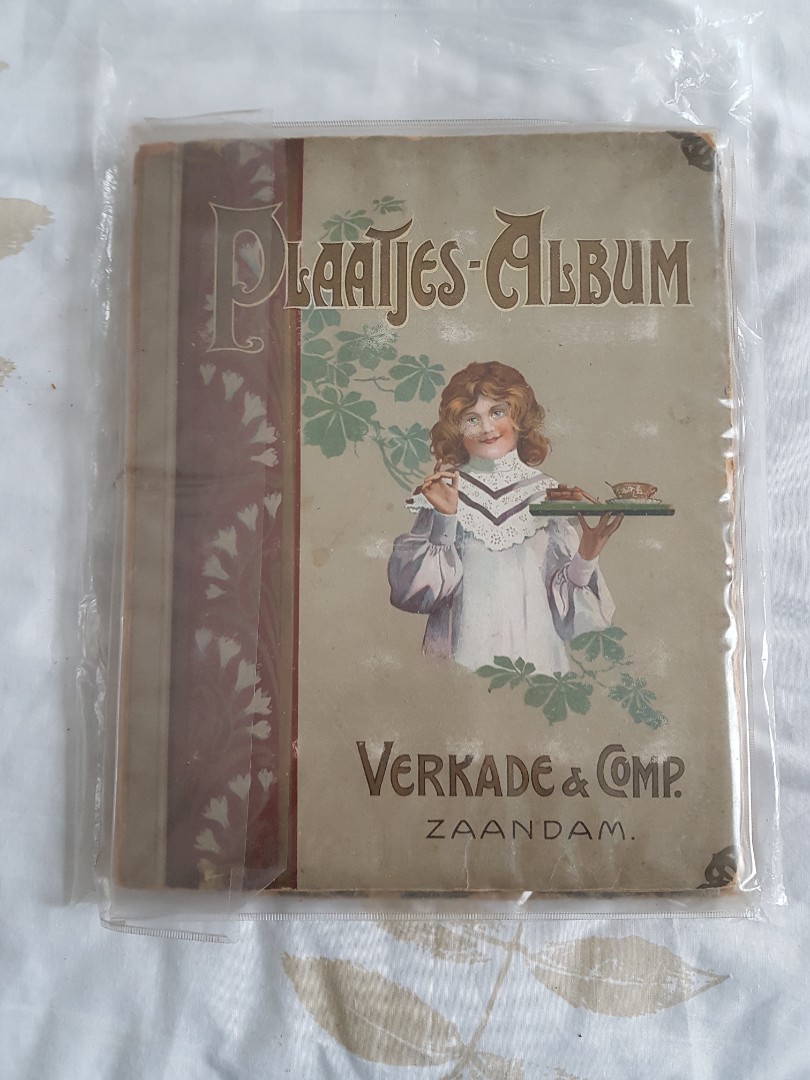 PLAATJES-ALBUM
VERKADE & COMP.
ZAANDAM.